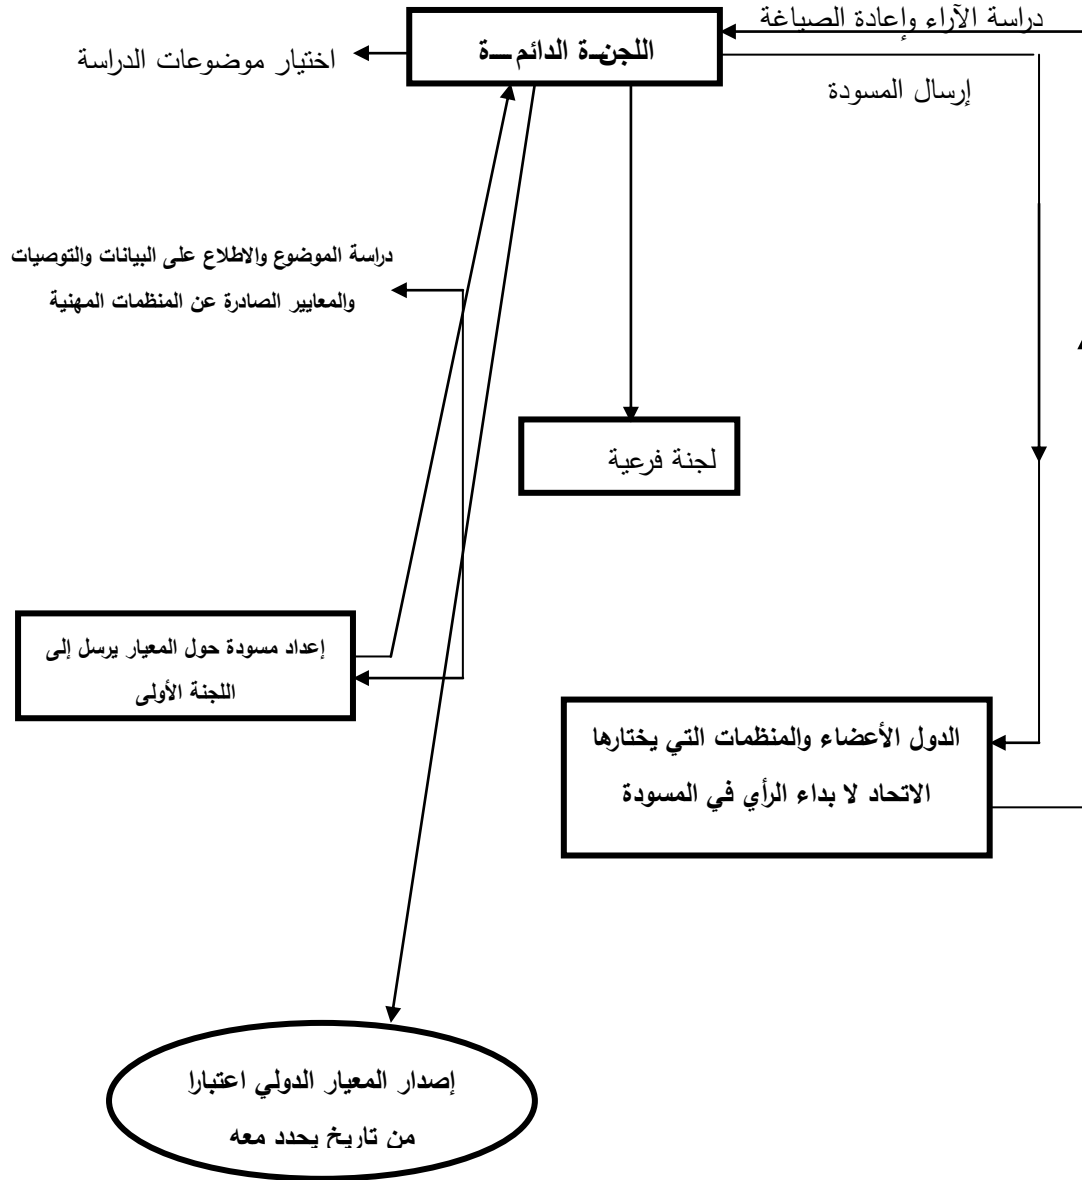 دراسة الآراء وإعادة الصباغة
اللجنـة الدائمـة
اختيار موضوعات الدراسة
إرسال المسودة
دراسة الموضوع والاطلاع على البيانات والتوصيات
والمعايير الصادرة عن المنظمات المهنية
لجنة فرعية
إعداد مسودة حول المعيار يرسل إلى
اللجنة الأولى
الدول الأعضاء والمنظمات التي يختارها
الاتحاد لا بداء الرأي في المسودة
إصدار المعيار الدولي اعتبارا
من تاريخ يحدد معه